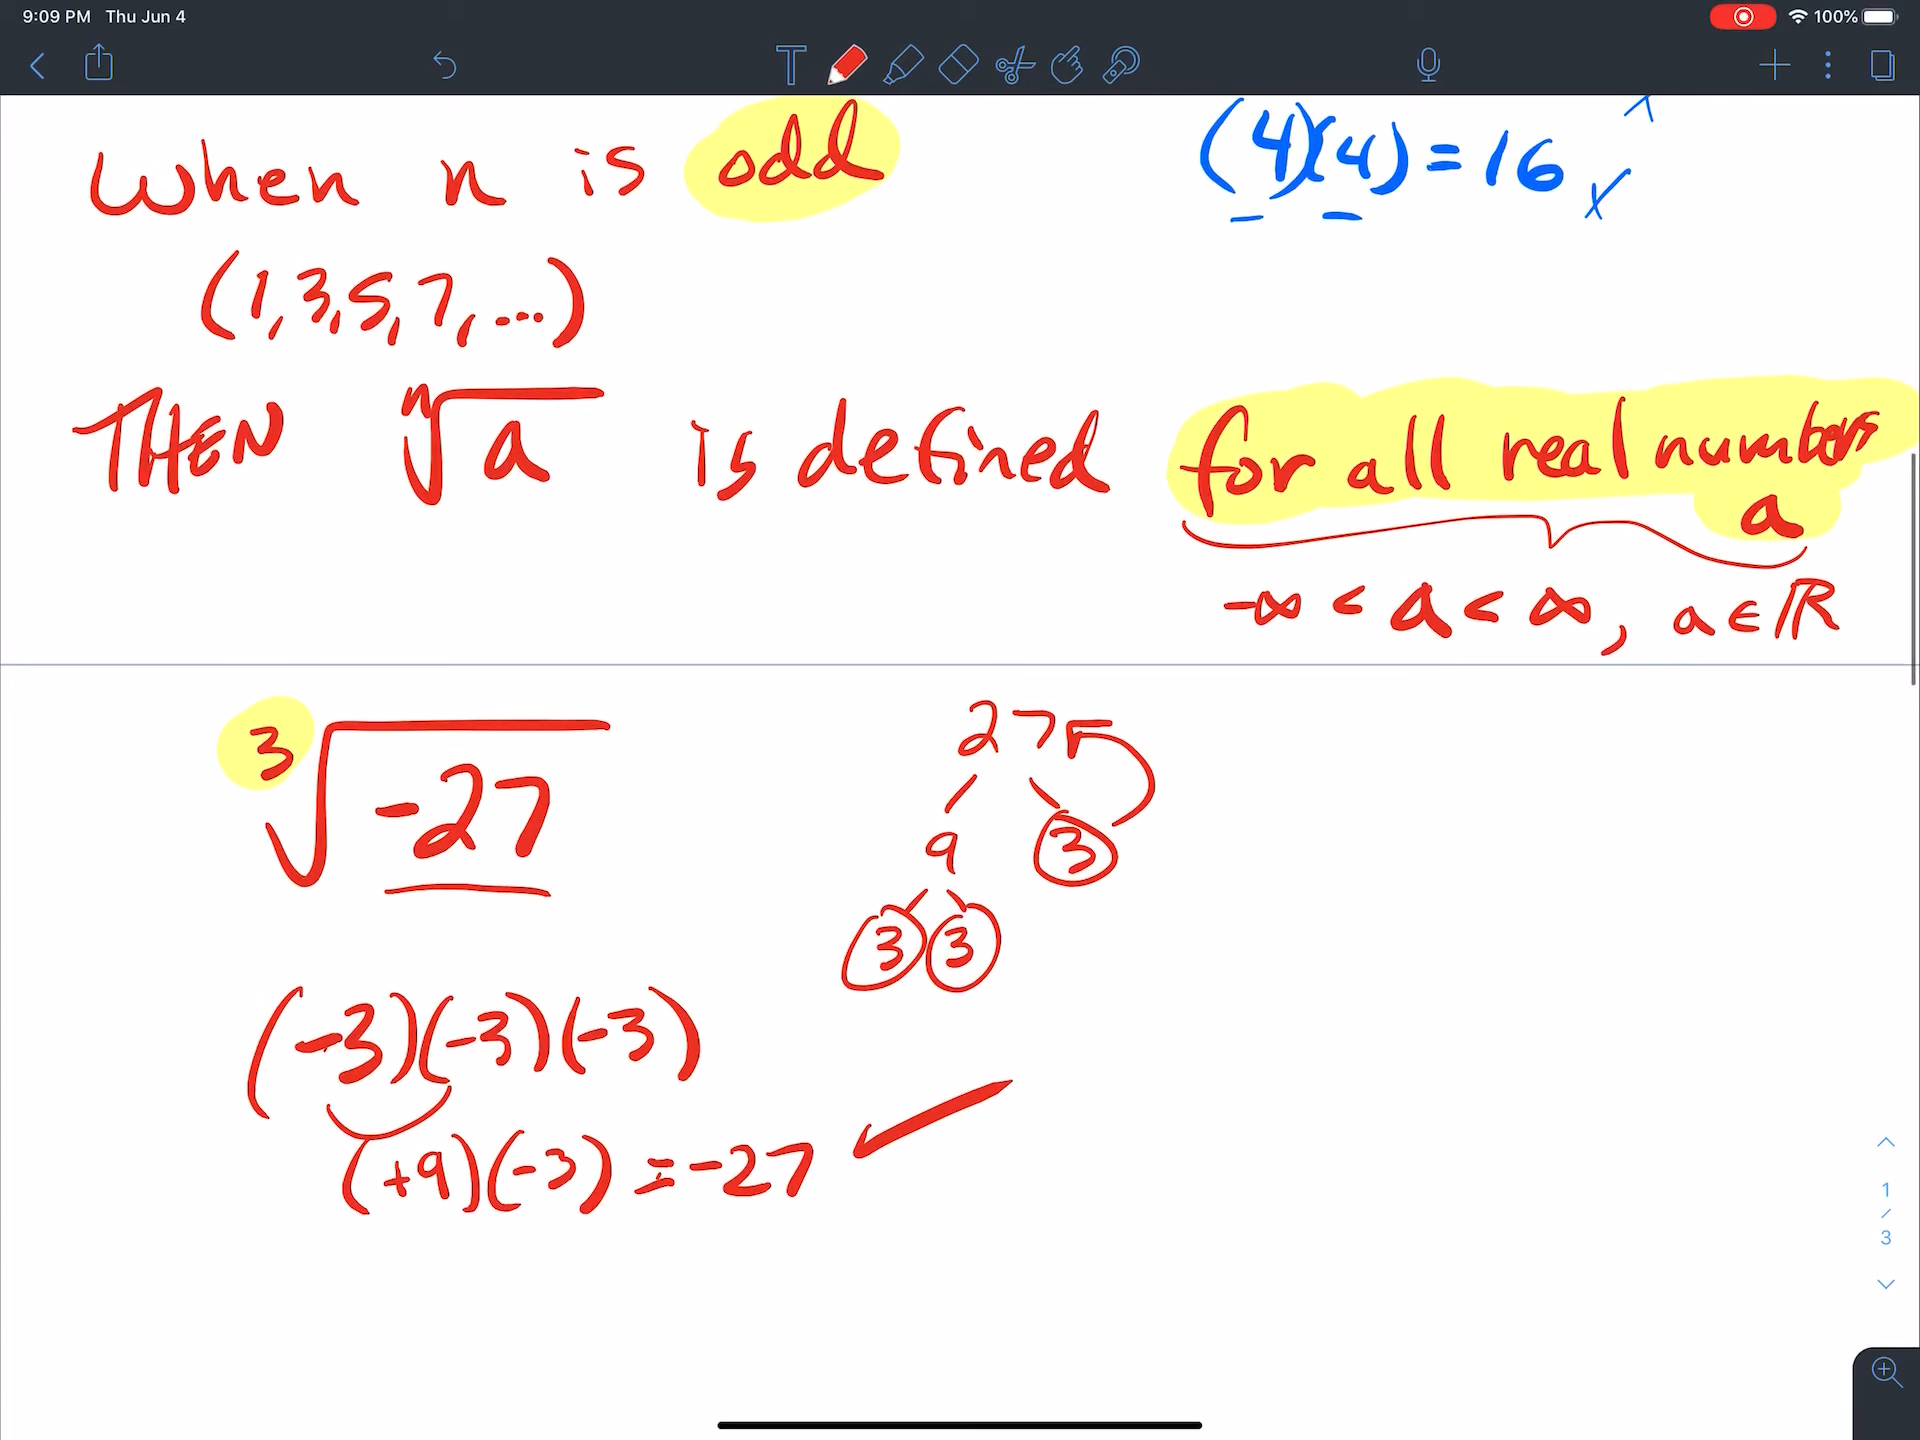 9:09 PM Thu Jun 4
100%
T
When n is odd
(4)(4) = 16
(1,3,5,7,...)
THEN ⁿ√a is defined for all real numbers
a
-∞ < a < ∞, a ∈ ℝ
³√-27
27
9 3
3 3
(-3)(-3)(-3)
(+9)(-3) = -27
1
/
3